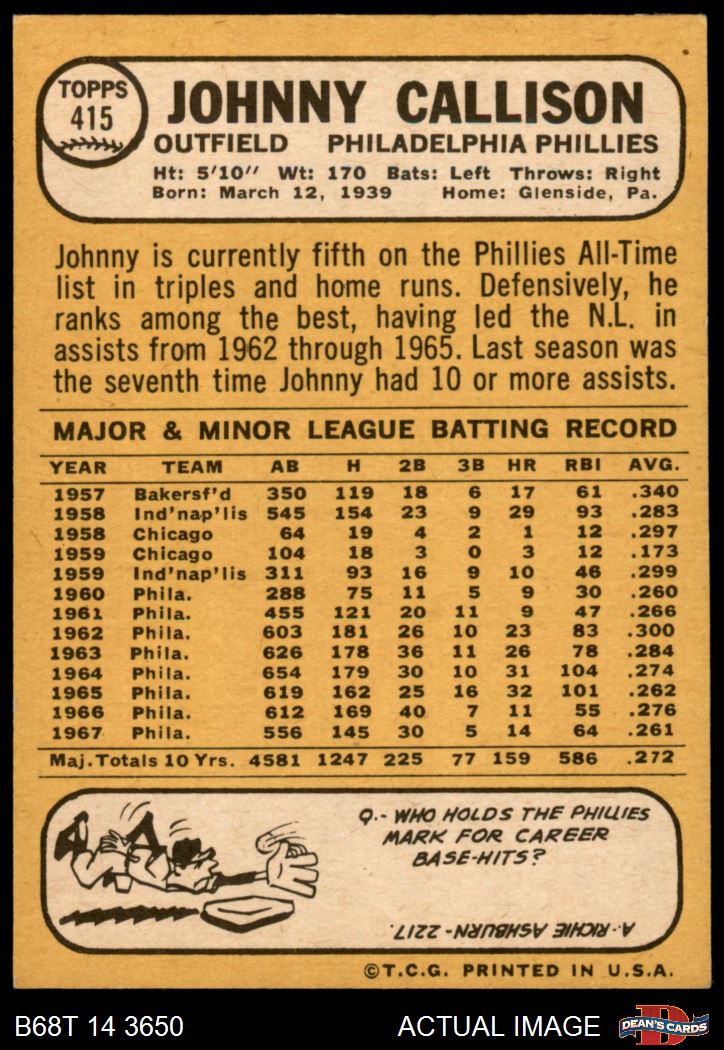 TOPPS
415
JOHNNY CALLISON
OUTFIELD PHILADELPHIA PHILLIES
Ht: 5'10" Wt: 170 Bats: Left Throws: Right
Born: March 12, 1939 Home: Glenside, Pa.
Johnny is currently fifth on the Phillies All-Time
list in triples and home runs. Defensively, he
ranks among the best, having led the N.L. in
assists from 1962 through 1965. Last season was
the seventh time Johnny had 10 or more assists.
MAJOR & MINOR LEAGUE BATTING RECORD
YEAR TEAM AB H 2B 3B HR RBI AVG.
1957 Bakersf'd 350 119 18 6 17 61 .340
1958 Ind'nap'lis 545 154 23 9 29 93 .283
1958 Chicago 64 19 4 2 1 12 .297
1959 Chicago 104 18 3 0 3 12 .173
1959 Ind'nap'lis 311 93 16 9 10 46 .299
1960 Phila. 288 75 11 5 9 30 .260
1961 Phila. 455 121 20 11 9 47 .266
1962 Phila. 603 181 26 10 23 83 .300
1963 Phila. 626 178 36 11 26 78 .284
1964 Phila. 654 179 30 10 31 104 .274
1965 Phila. 619 162 25 16 32 101 .262
1966 Phila. 612 169 40 7 11 55 .276
1967 Phila. 556 145 30 5 14 64 .261
Maj.Totals 10 Yrs. 4581 1247 225 77 159 586 .272
Q.- WHO HOLDS THE PHILLIES
MARK FOR CAREER
BASE-HITS?
A.- RICHIE ASHBURN - 2217.
©T.C.G. PRINTED IN U.S.A.
B68T 14 3650 ACTUAL IMAGE
D
DEAN'S CARDS